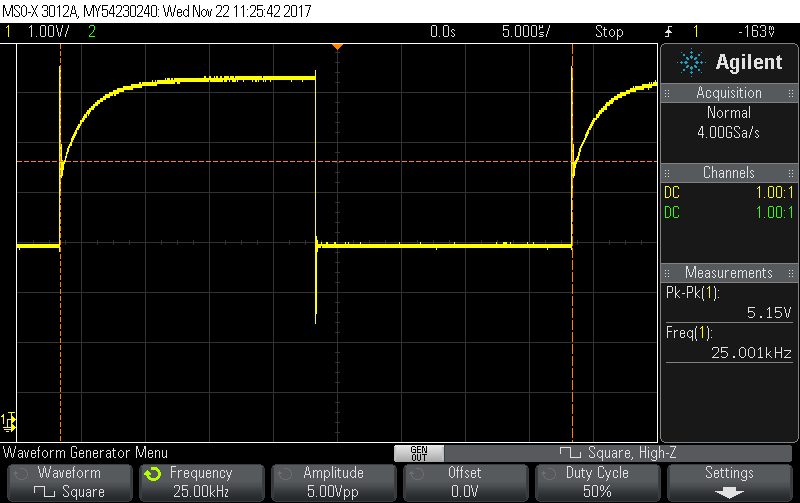 MSO-X 3012A, MY54230240: Wed Nov 22 11:25:42 2017
1 1.00V/ 2 0.0s 5.000s/ Stop 1 -163V
Agilent
Acquisition
Normal
4.00GSa/s
Channels
DC 1.00:1
DC 1.00:1
Measurements
Pk-Pk(1):
5.15V
Freq(1):
25.001kHz
1
Waveform Generator Menu
GEN OUT
Square, High-Z
Waveform
Square
Frequency
25.00kHz
Amplitude
5.00Vpp
Offset
0.0V
Duty Cycle
50%
Settings